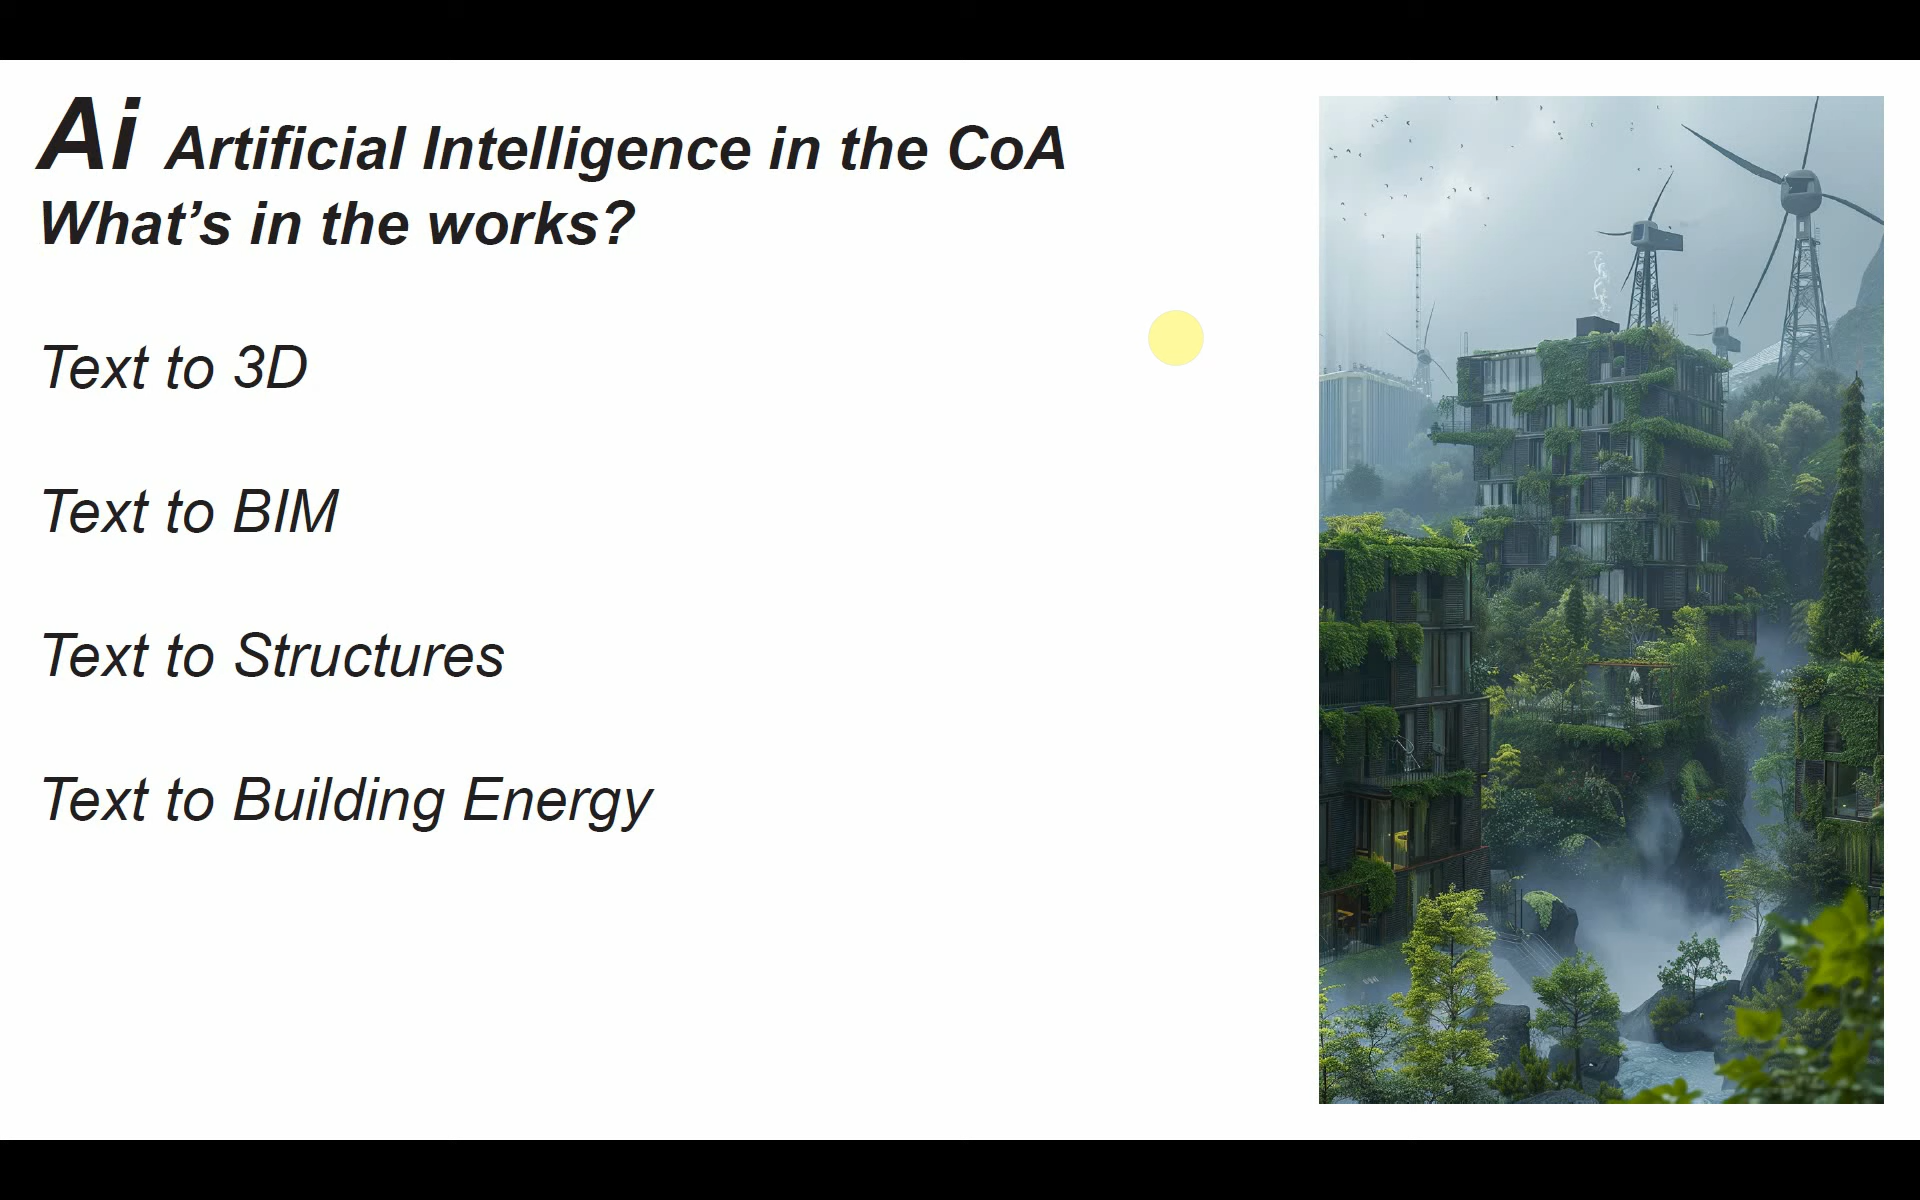 Ai Artificial Intelligence in the CoA
What’s in the works?
Text to 3D
Text to BIM
Text to Structures
Text to Building Energy